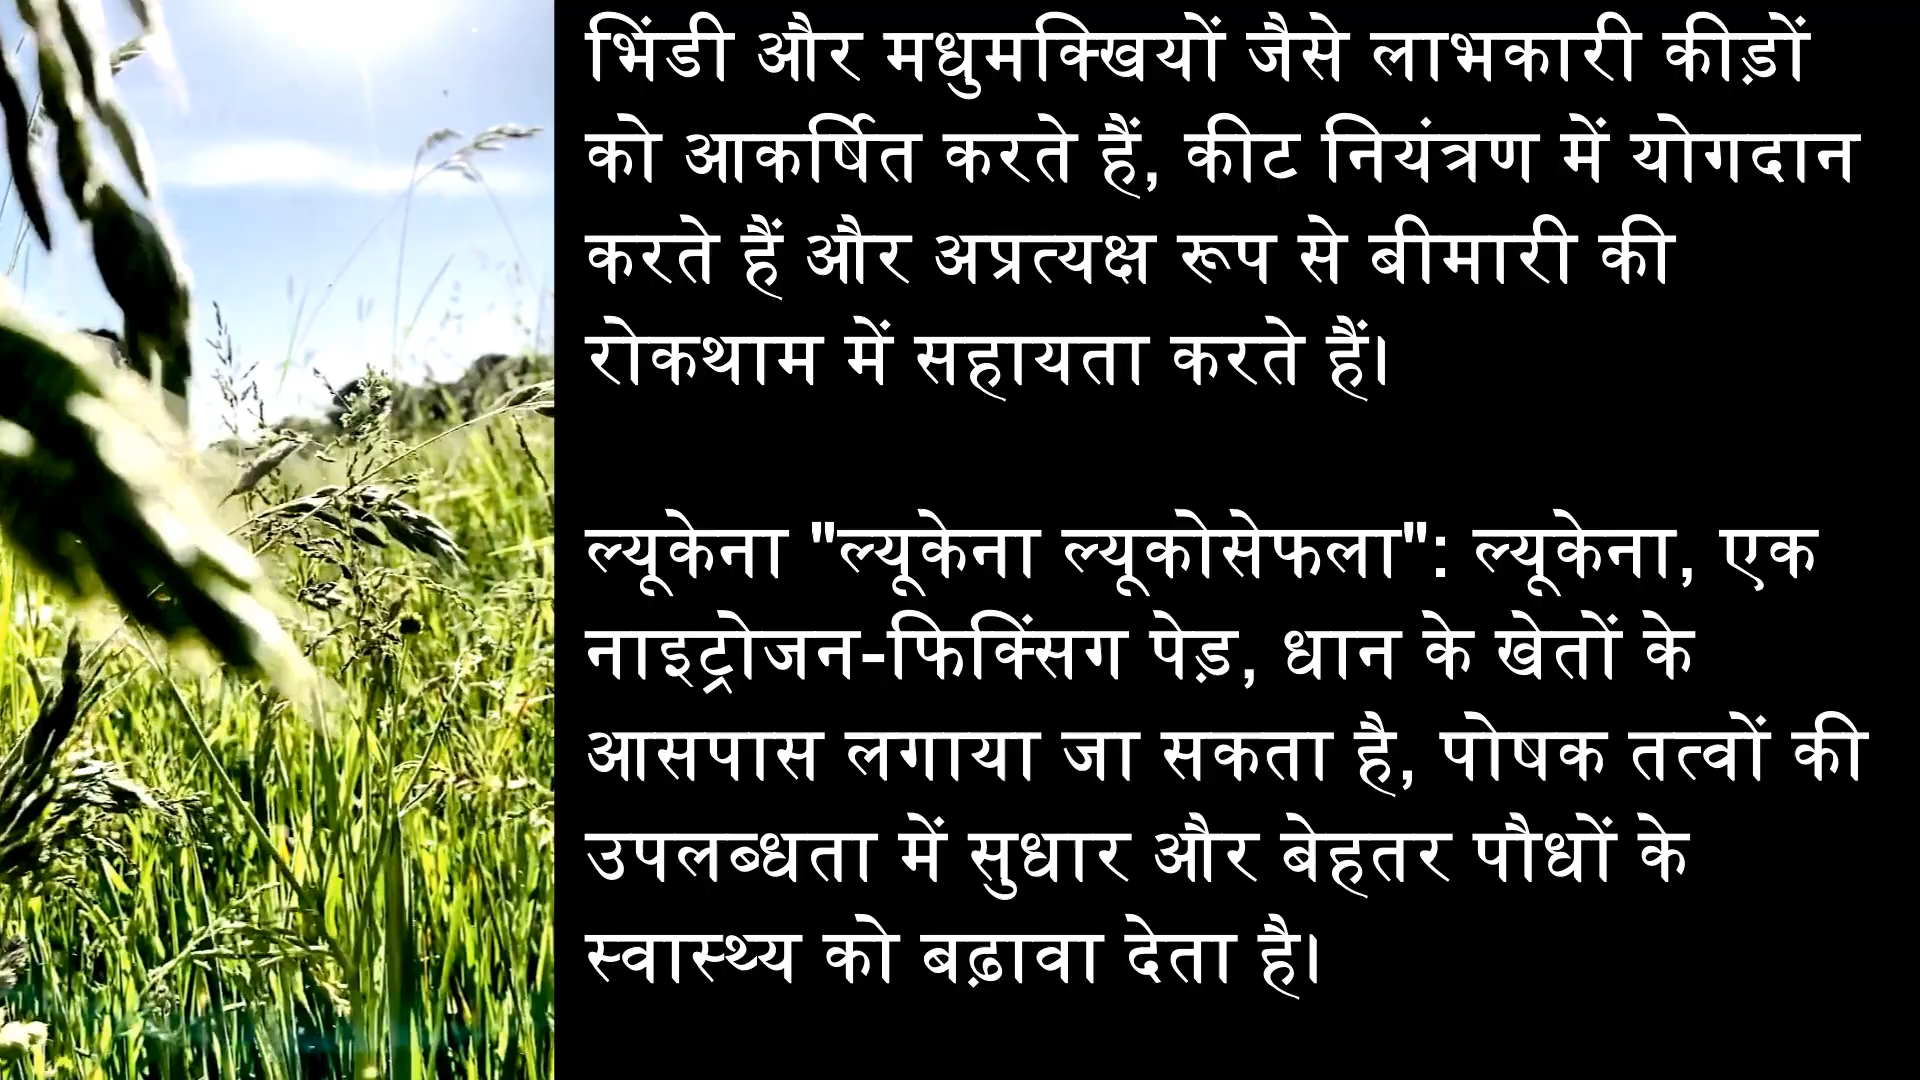 भिंडी और मधुमक्खियों जैसे लाभकारी कीड़ों
को आकर्षित करते हैं, कीट नियंत्रण में योगदान
करते हैं और अप्रत्यक्ष रूप से बीमारी की
रोकथाम में सहायता करते हैं।
ल्यूकेना "ल्यूकेना ल्यूकोसेफला": ल्यूकेना, एक
नाइट्रोजन-फिक्सिंग पेड़, धान के खेतों के
आसपास लगाया जा सकता है, पोषक तत्वों की
उपलब्धता में सुधार और बेहतर पौधों के
स्वास्थ्य को बढ़ावा देता है।